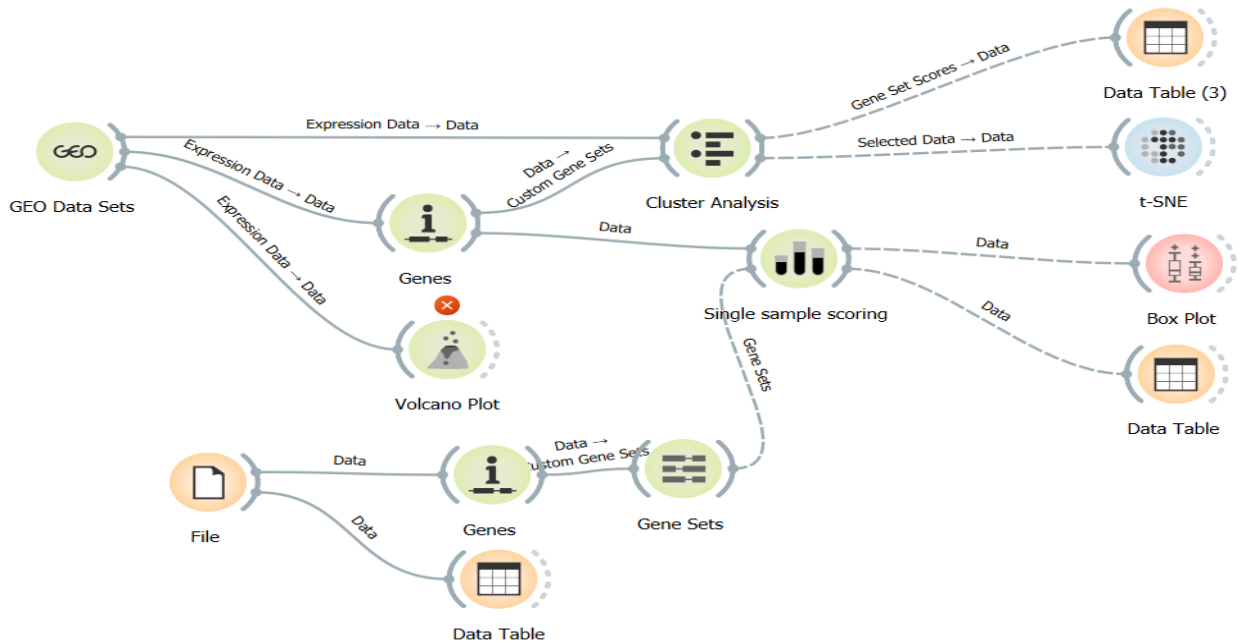 Gene Set Scores → Data
Data Table (3)
Expression Data → Data
GEO
GEO Data Sets
Expression Data → Data
Data →
Custom Gene Sets
Cluster Analysis
Selected Data → Data
t-SNE
Expression Data → Data
Genes
Data
Single sample scoring
Data
Box Plot
Data
Data Table
Volcano Plot
Gene Sets
File
Data
Data
Genes
Data →
Custom Gene Sets
Gene Sets
Data Table